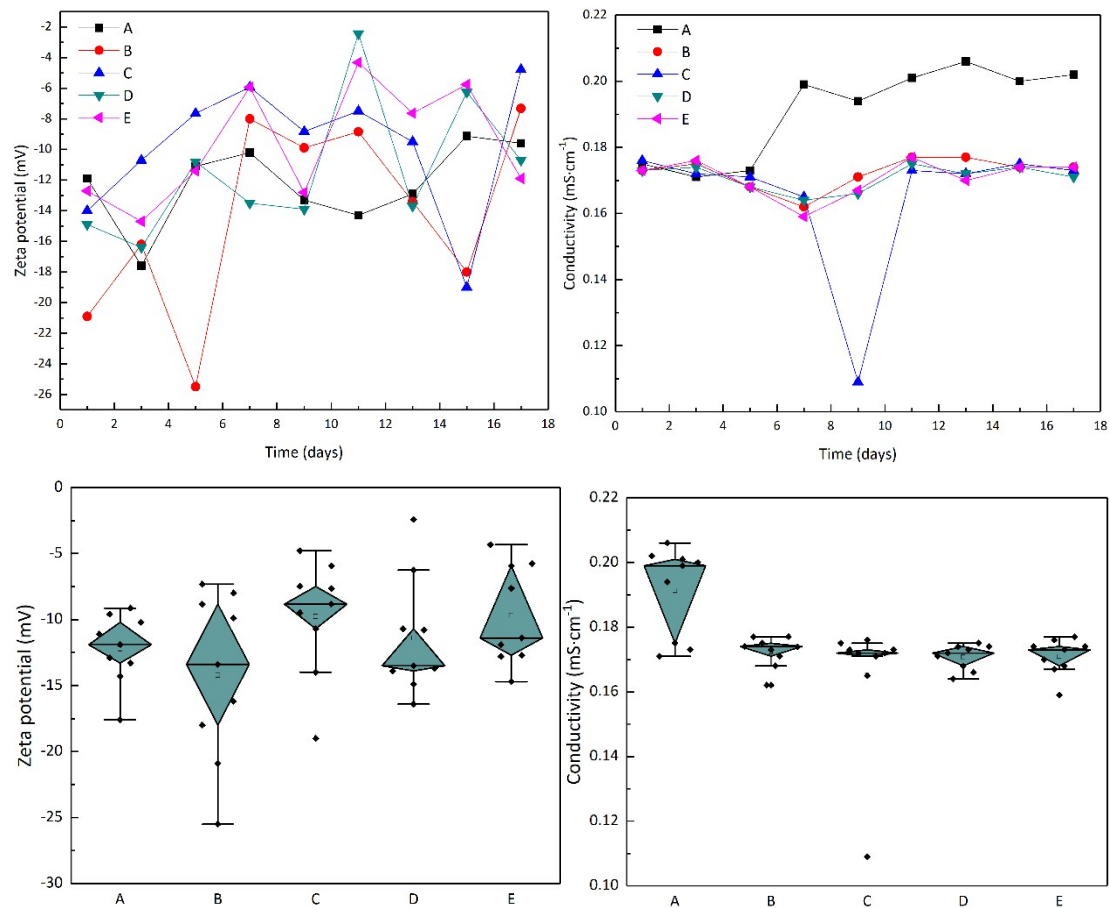 -2
-4
-6
-8
-10
-12
-14
-16
-18
-20
-22
-24
-26
Zeta potential (mV)
A
B
C
D
E
0 2 4 6 8 10 12 14 16 18
Time (days)
0.22
0.20
0.18
0.16
0.14
0.12
0.10
Conductivity (mS·cm⁻¹)
A
B
C
D
E
0 2 4 6 8 10 12 14 16 18
Time (days)
0
-5
-10
-15
-20
-25
-30
Zeta potential (mV)
A B C D E
0.22
0.20
0.18
0.16
0.14
0.12
0.10
Conductivity (mS·cm⁻¹)
A B C D E